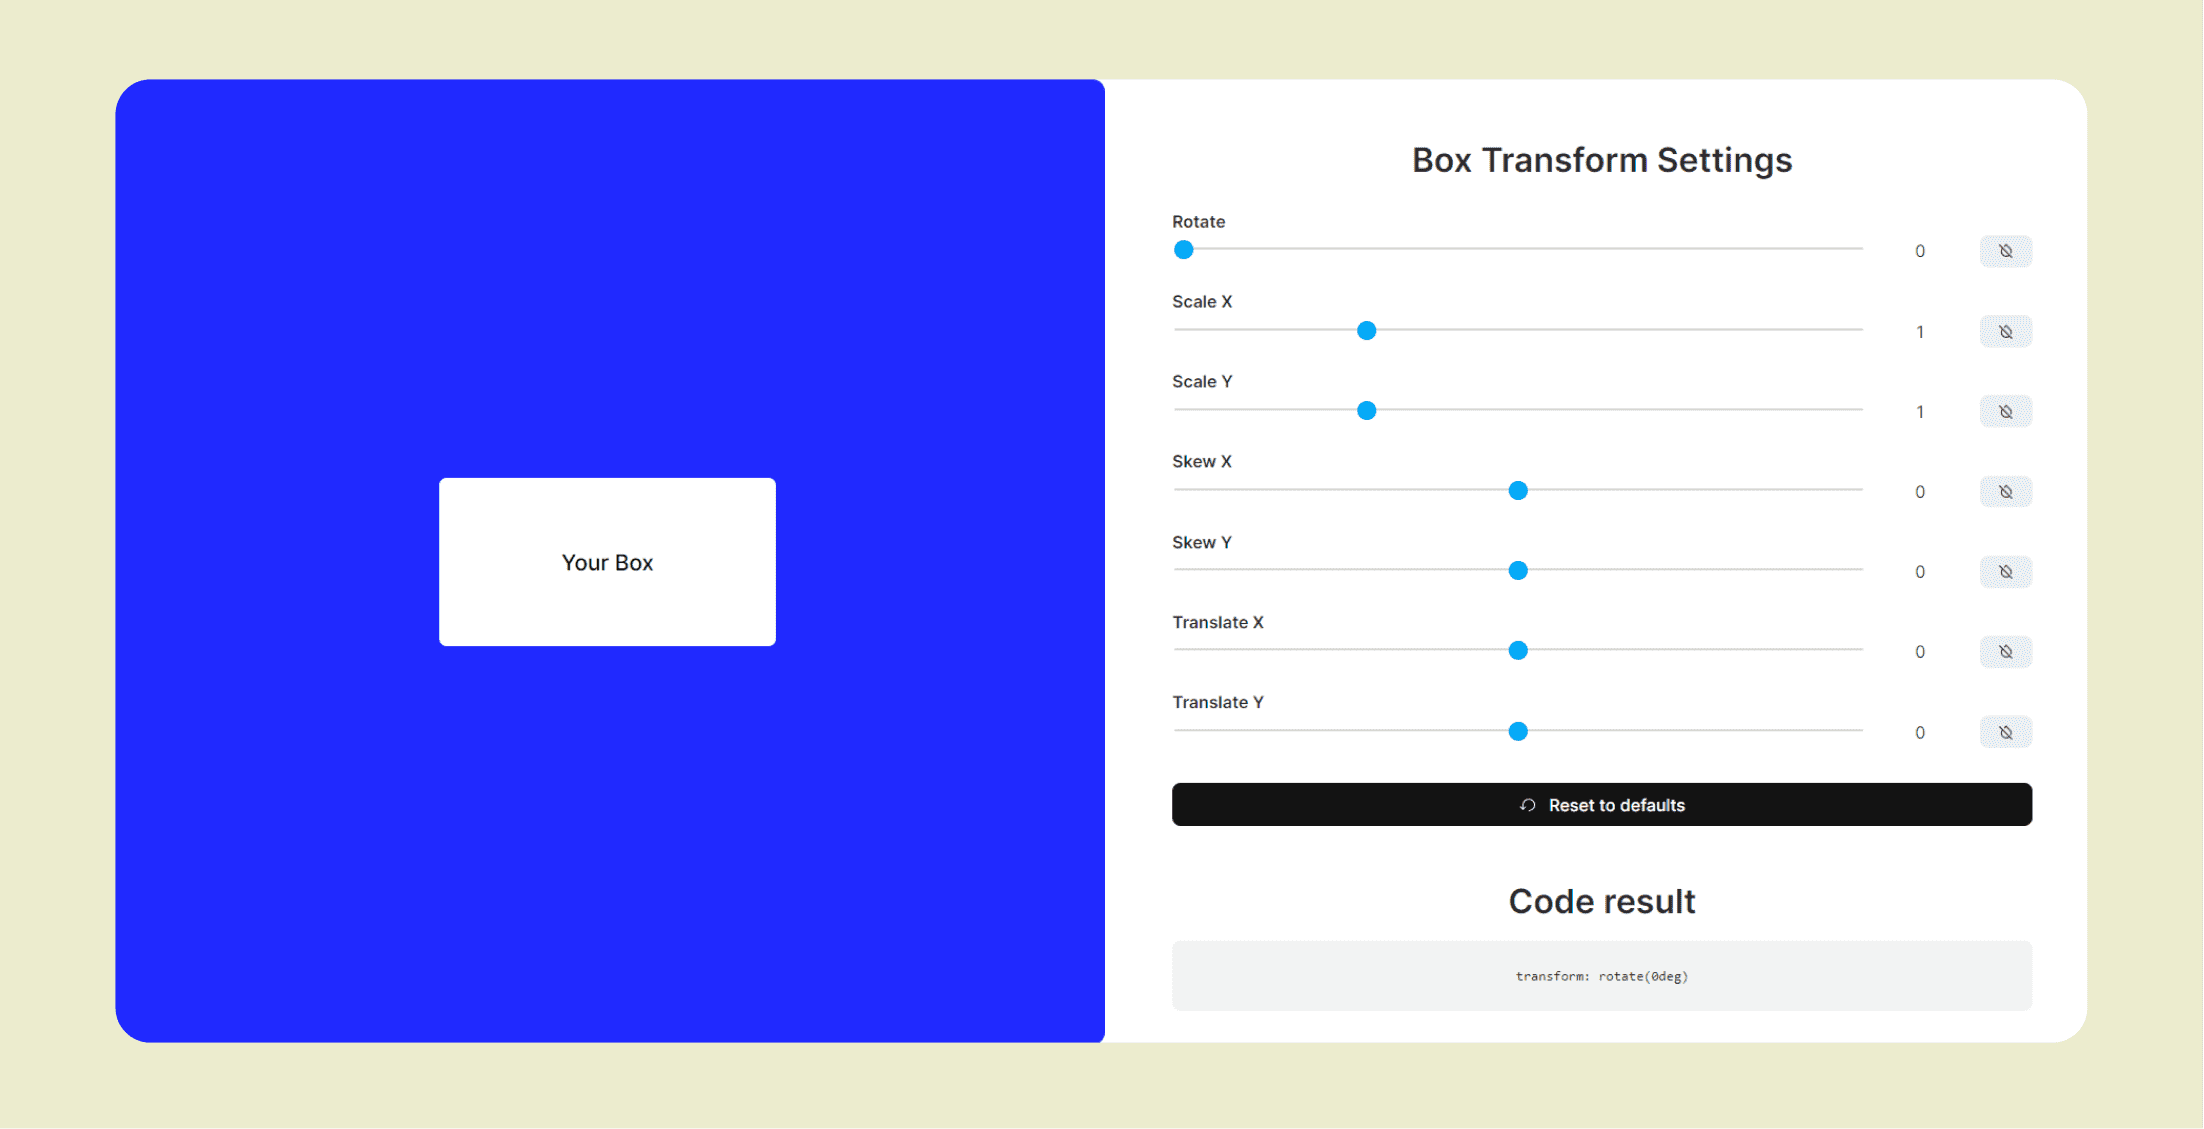 Your Box
Box Transform Settings
Rotate
0
Scale X
1
Scale Y
1
Skew X
0
Skew Y
0
Translate X
0
Translate Y
0
Reset to defaults
Code result
transform: rotate(0deg)